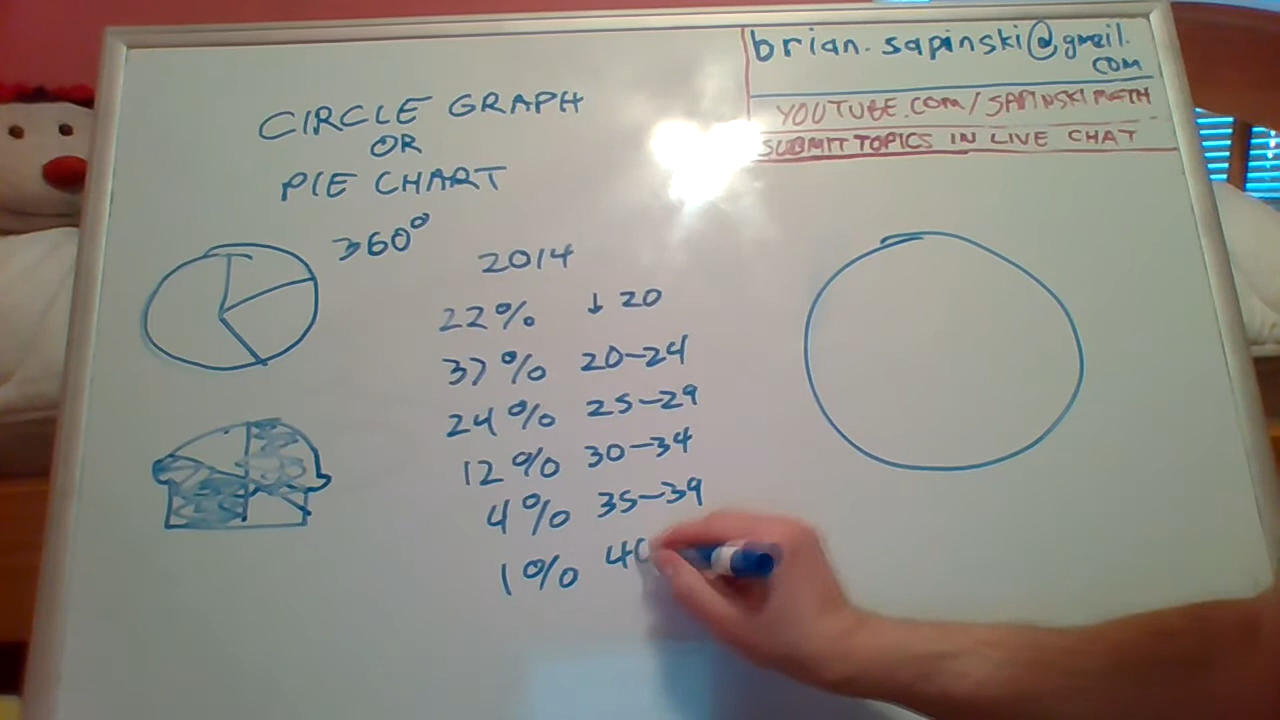 brian.sapinski@gmail.
com
YOUTUBE.COM/SAPINSKIMATH
SUBMIT TOPICS IN LIVE CHAT
CIRCLE GRAPH
OR
PIE CHART
360°
2014
22% ↓ 20
37% 20-24
24% 25-29
12% 30-34
4% 35-39
1% 40